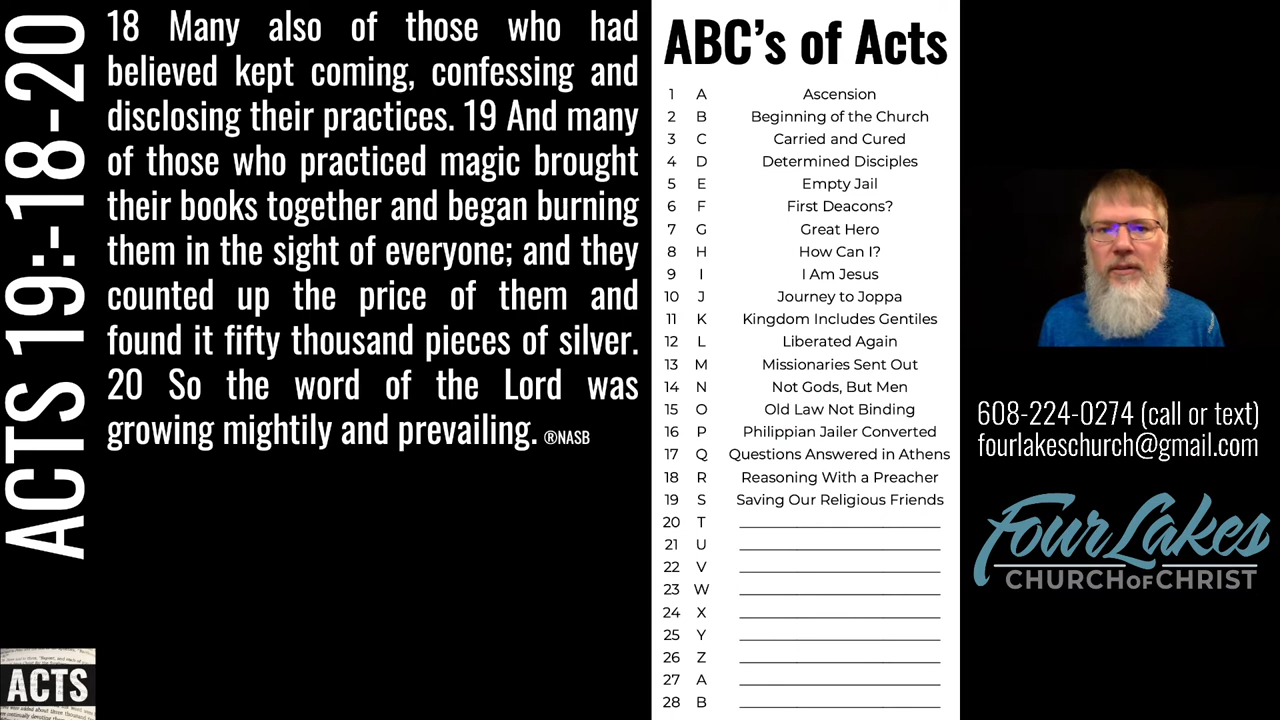 ACTS 19:-18-20
18 Many also of those who had
believed kept coming, confessing and
disclosing their practices. 19 And many
of those who practiced magic brought
their books together and began burning
them in the sight of everyone; and they
counted up the price of them and
found it fifty thousand pieces of silver.
20 So the word of the Lord was
growing mightily and prevailing. ®NASB
ACTS
ABC's of Acts
1 A Ascension
2 B Beginning of the Church
3 C Carried and Cured
4 D Determined Disciples
5 E Empty Jail
6 F First Deacons?
7 G Great Hero
8 H How Can I?
9 I I Am Jesus
10 J Journey to Joppa
11 K Kingdom Includes Gentiles
12 L Liberated Again
13 M Missionaries Sent Out
14 N Not Gods, But Men
15 O Old Law Not Binding
16 P Philippian Jailer Converted
17 Q Questions Answered in Athens
18 R Reasoning With a Preacher
19 S Saving Our Religious Friends
20 T
21 U
22 V
23 W
24 X
25 Y
26 Z
27 A
28 B
608-224-0274 (call or text)
fourlakeschurch@gmail.com
Four Lakes
CHURCH OF CHRIST